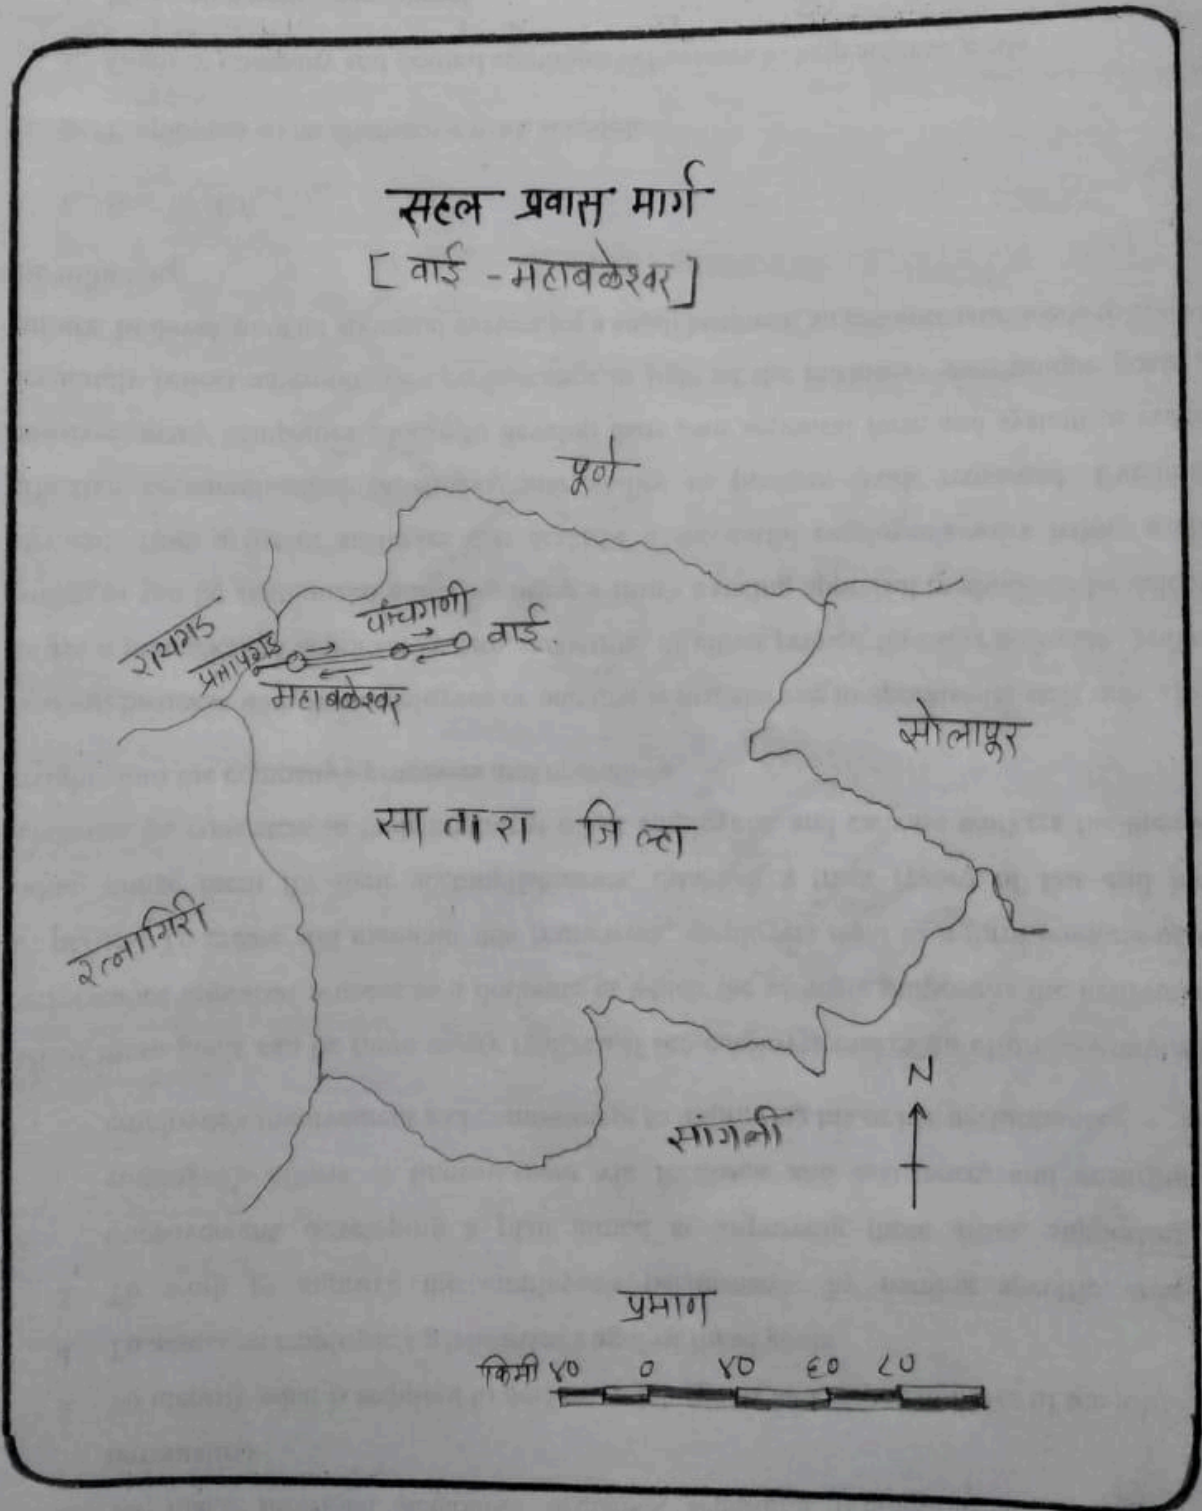 सहल प्रवास मार्ग
[ वाई - महाबळेश्वर ]
पूणे
रायगड
प्रतापगड
पांचगणी
वाई
महाबळेश्वर
सोलापूर
सातारा जिल्हा
रत्नागिरी
N
सांगली
प्रमाण
किमी ४० ० ४० ६० ८०